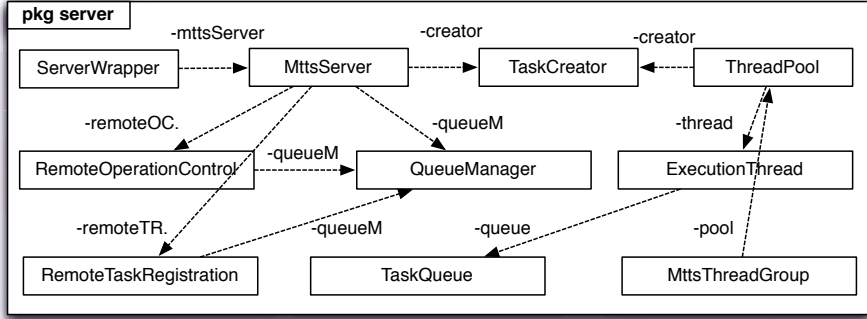 pkg server
-mttsServer
-creator
-creator
ServerWrapper
MttsServer
TaskCreator
ThreadPool
-remoteOC.
-queueM
-thread
-queueM
RemoteOperationControl
QueueManager
ExecutionThread
-remoteTR.
-queueM
-queue
-pool
RemoteTaskRegistration
TaskQueue
MttsThreadGroup